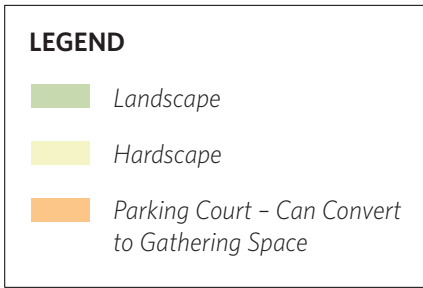 LEGEND
Landscape
Hardscape
Parking Court – Can Convert
to Gathering Space